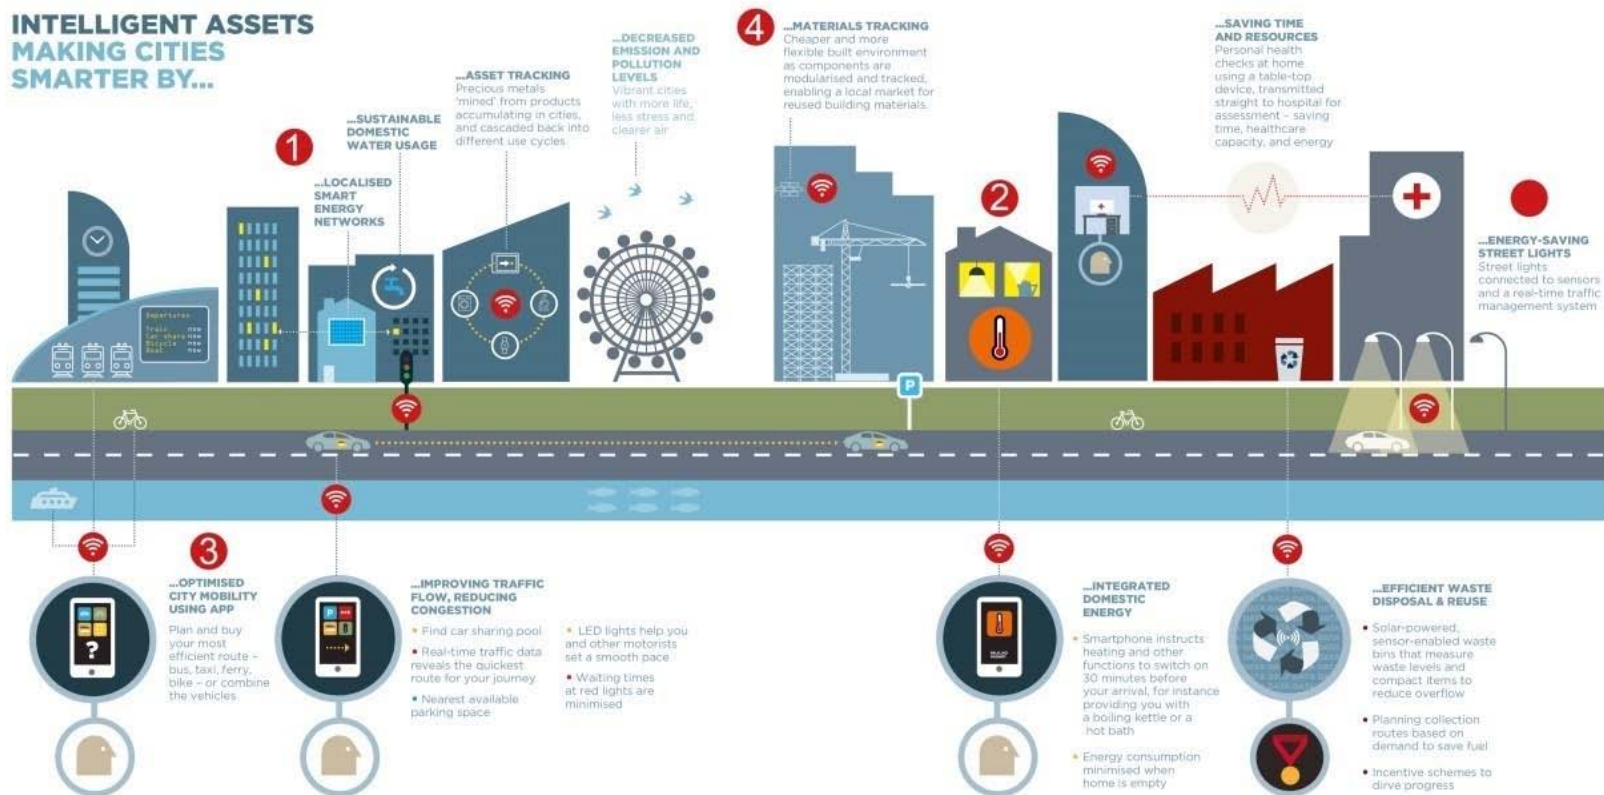 INTELLIGENT ASSETS
MAKING CITIES
SMARTER BY...
1
...LOCALISED
SMART
ENERGY
NETWORKS
...SUSTAINABLE
DOMESTIC
WATER USAGE
...ASSET TRACKING
Precious metals
'mined' from products
accumulating in cities,
and cascaded back into
different use cycles
...DECREASED
EMISSION AND
POLLUTION
LEVELS
Vibrant cities
with more life,
less stress and
clearer air
4
...MATERIALS TRACKING
Cheaper and more
flexible built environment
as components are
modularised and tracked,
enabling a local market for
reused building materials.
2
...SAVING TIME
AND RESOURCES
Personal health
checks at home
using a table-top
device, transmitted
straight to hospital for
assessment – saving
time, healthcare
capacity, and energy
...ENERGY-SAVING
STREET LIGHTS
Street lights
connected to sensors
and a real-time traffic
management system
Departures
Train now
Car share now
Bicycle now
Boat now
P
3
...OPTIMISED
CITY MOBILITY
USING APP
Plan and buy
your most
efficient route –
bus, taxi, ferry,
bike – or combine
the vehicles
?
P
...IMPROVING TRAFFIC
FLOW, REDUCING
CONGESTION
• Find car sharing pool
• Real-time traffic data
reveals the quickest
route for your journey
• Nearest available
parking space
• LED lights help you
and other motorists
set a smooth pace
• Waiting times
at red lights are
minimised
...INTEGRATED
DOMESTIC
ENERGY
• Smartphone instructs
heating and other
functions to switch on
30 minutes before
your arrival, for instance
providing you with
a boiling kettle or a
hot bath
• Energy consumption
minimised when
home is empty
...EFFICIENT WASTE
DISPOSAL & REUSE
• Solar-powered,
sensor-enabled waste
bins that measure
waste levels and
compact items to
reduce overflow
• Planning collection
routes based on
demand to save fuel
• Incentive schemes to
dirve progress